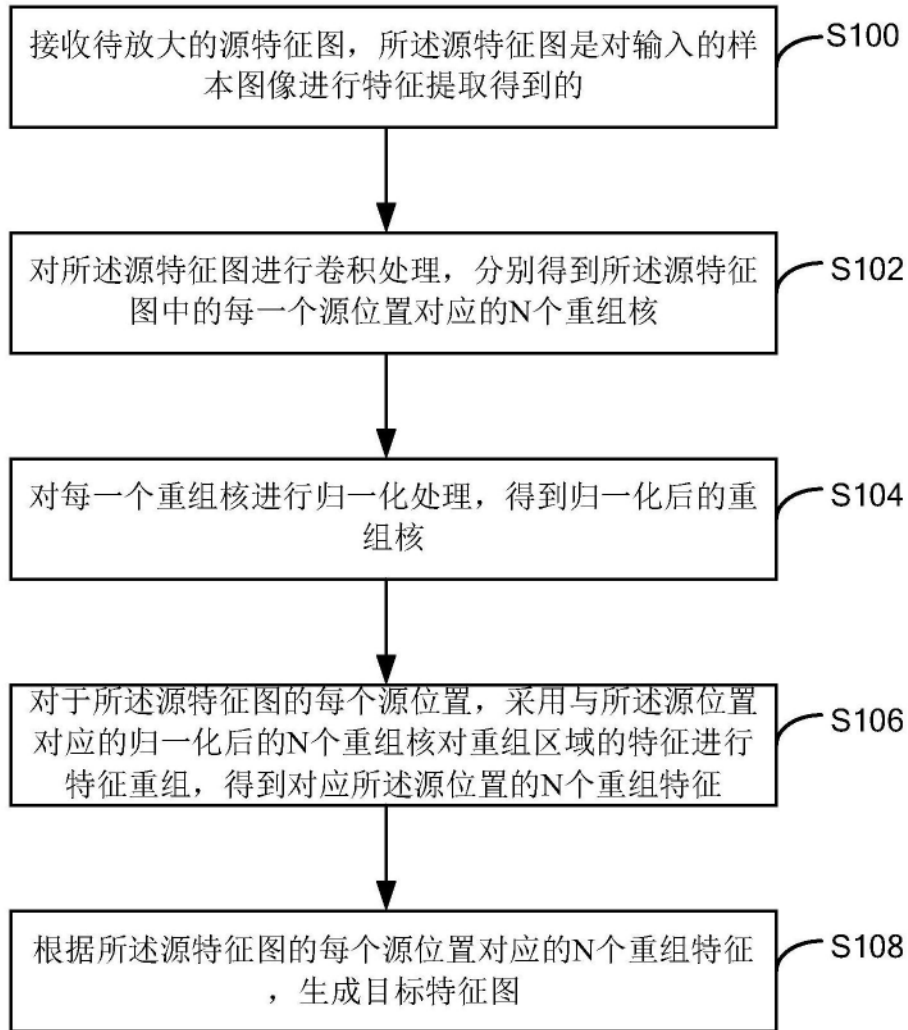 接收待放大的源特征图，所述源特征图是对输入的样
本图像进行特征提取得到的
S100
对所述源特征图进行卷积处理，分别得到所述源特征
图中的每一个源位置对应的N个重组核
S102
对每一个重组核进行归一化处理，得到归一化后的重
组核
S104
对于所述源特征图的每个源位置，采用与所述源位置
对应的归一化后的N个重组核对重组区域的特征进行
特征重组，得到对应所述源位置的N个重组特征
S106
根据所述源特征图的每个源位置对应的N个重组特征
，生成目标特征图
S108